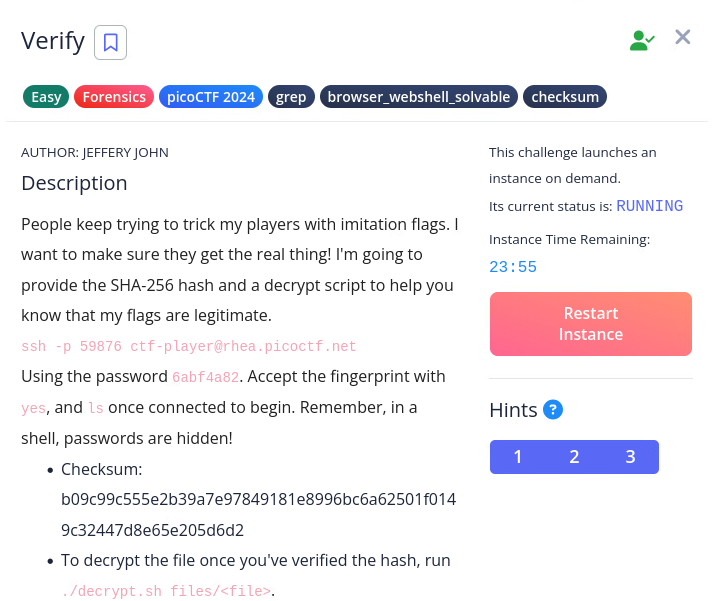 Verify
Easy Forensics picoCTF 2024 grep browser_webshell_solvable checksum
AUTHOR: JEFFERY JOHN
Description
People keep trying to trick my players with imitation flags. I
want to make sure they get the real thing! I'm going to
provide the SHA-256 hash and a decrypt script to help you
know that my flags are legitimate.
ssh -p 59876 ctf-player@rhea.picoctf.net
Using the password 6abf4a82. Accept the fingerprint with
yes, and ls once connected to begin. Remember, in a
shell, passwords are hidden!
• Checksum:
b09c99c555e2b39a7e97849181e8996bc6a62501f014
9c32447d8e65e205d6d2
• To decrypt the file once you've verified the hash, run
./decrypt.sh files/<file>.
This challenge launches an
instance on demand.
Its current status is: RUNNING
Instance Time Remaining:
23:55
Restart
Instance
Hints ?
1 2 3